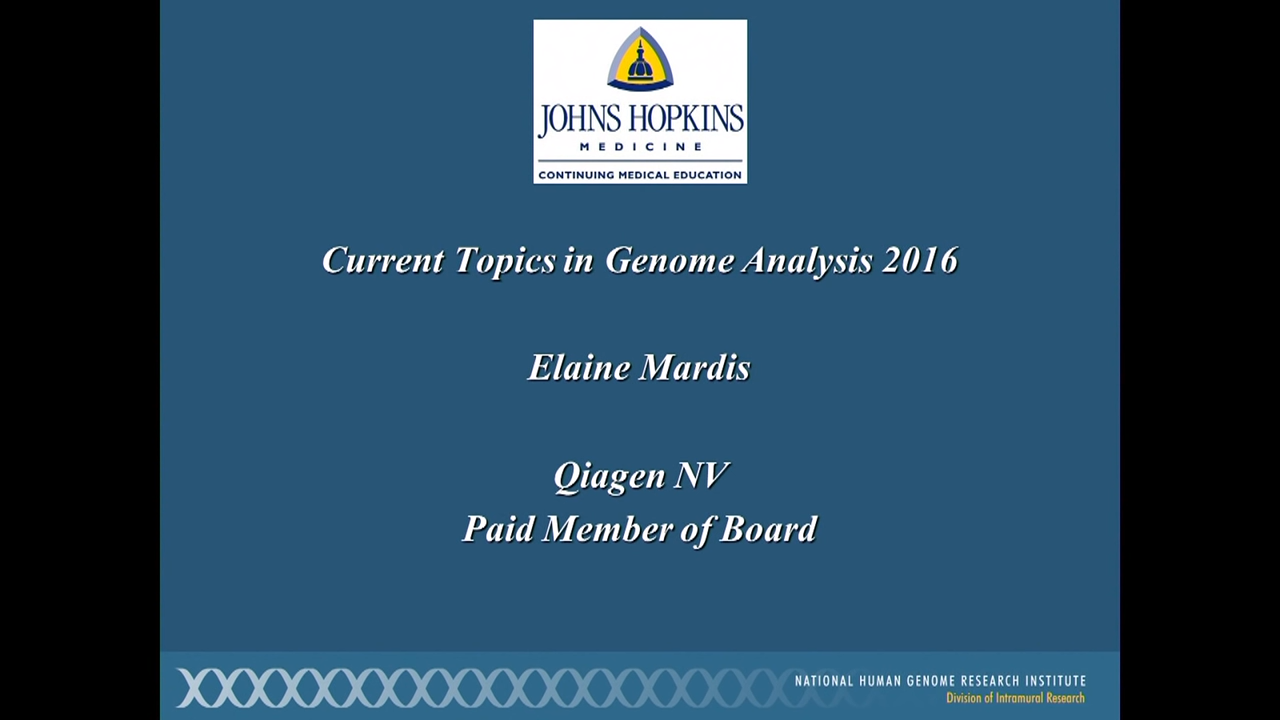 JOHNS HOPKINS
MEDICINE
CONTINUING MEDICAL EDUCATION
Current Topics in Genome Analysis 2016
Elaine Mardis
Qiagen NV
Paid Member of Board
NATIONAL HUMAN GENOME RESEARCH INSTITUTE
Division of Intramural Research